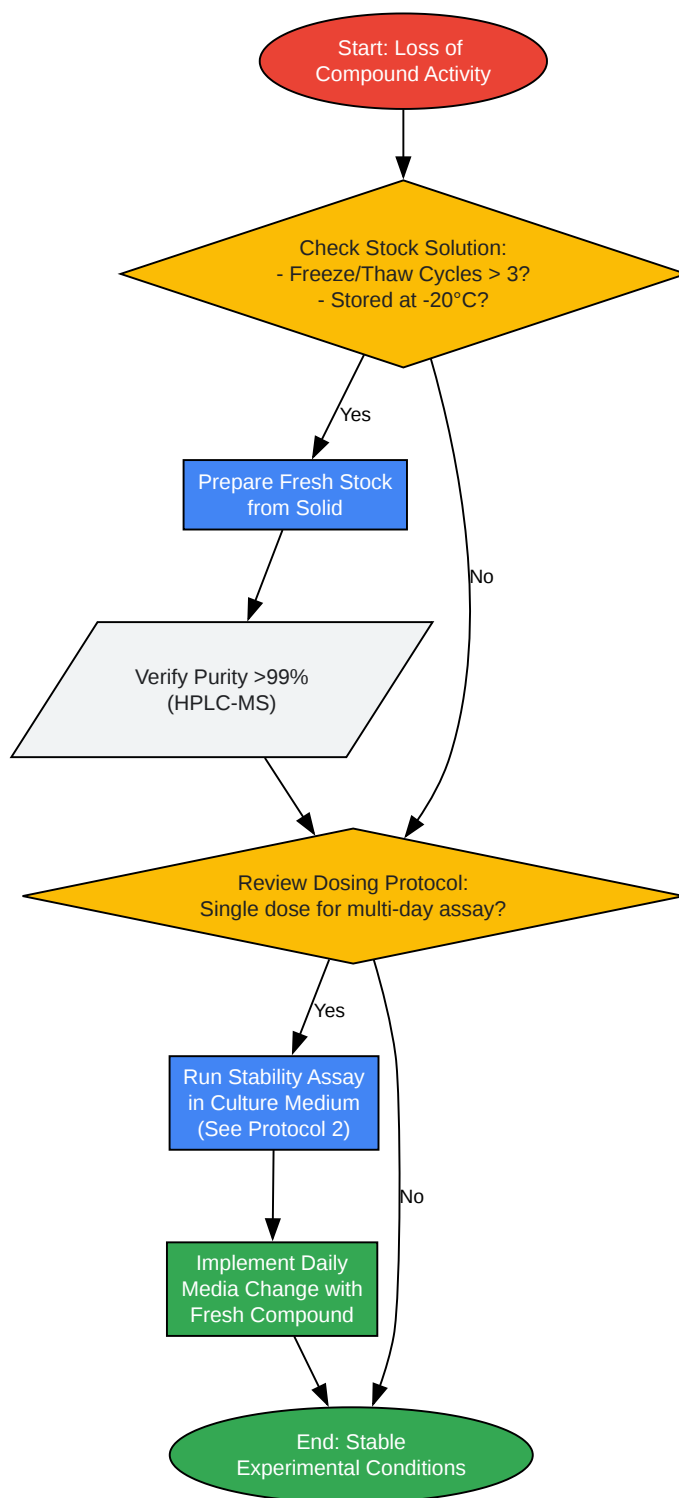 Start: Loss of
Compound Activity
Check Stock Solution:
- Freeze/Thaw Cycles > 3?
- Stored at -20°C?
Yes
Prepare Fresh Stock
from Solid
No
Verify Purity >99%
(HPLC-MS)
Review Dosing Protocol:
Single dose for multi-day assay?
Yes
Run Stability Assay
in Culture Medium
(See Protocol 2)
No
Implement Daily
Media Change with
Fresh Compound
End: Stable
Experimental Conditions